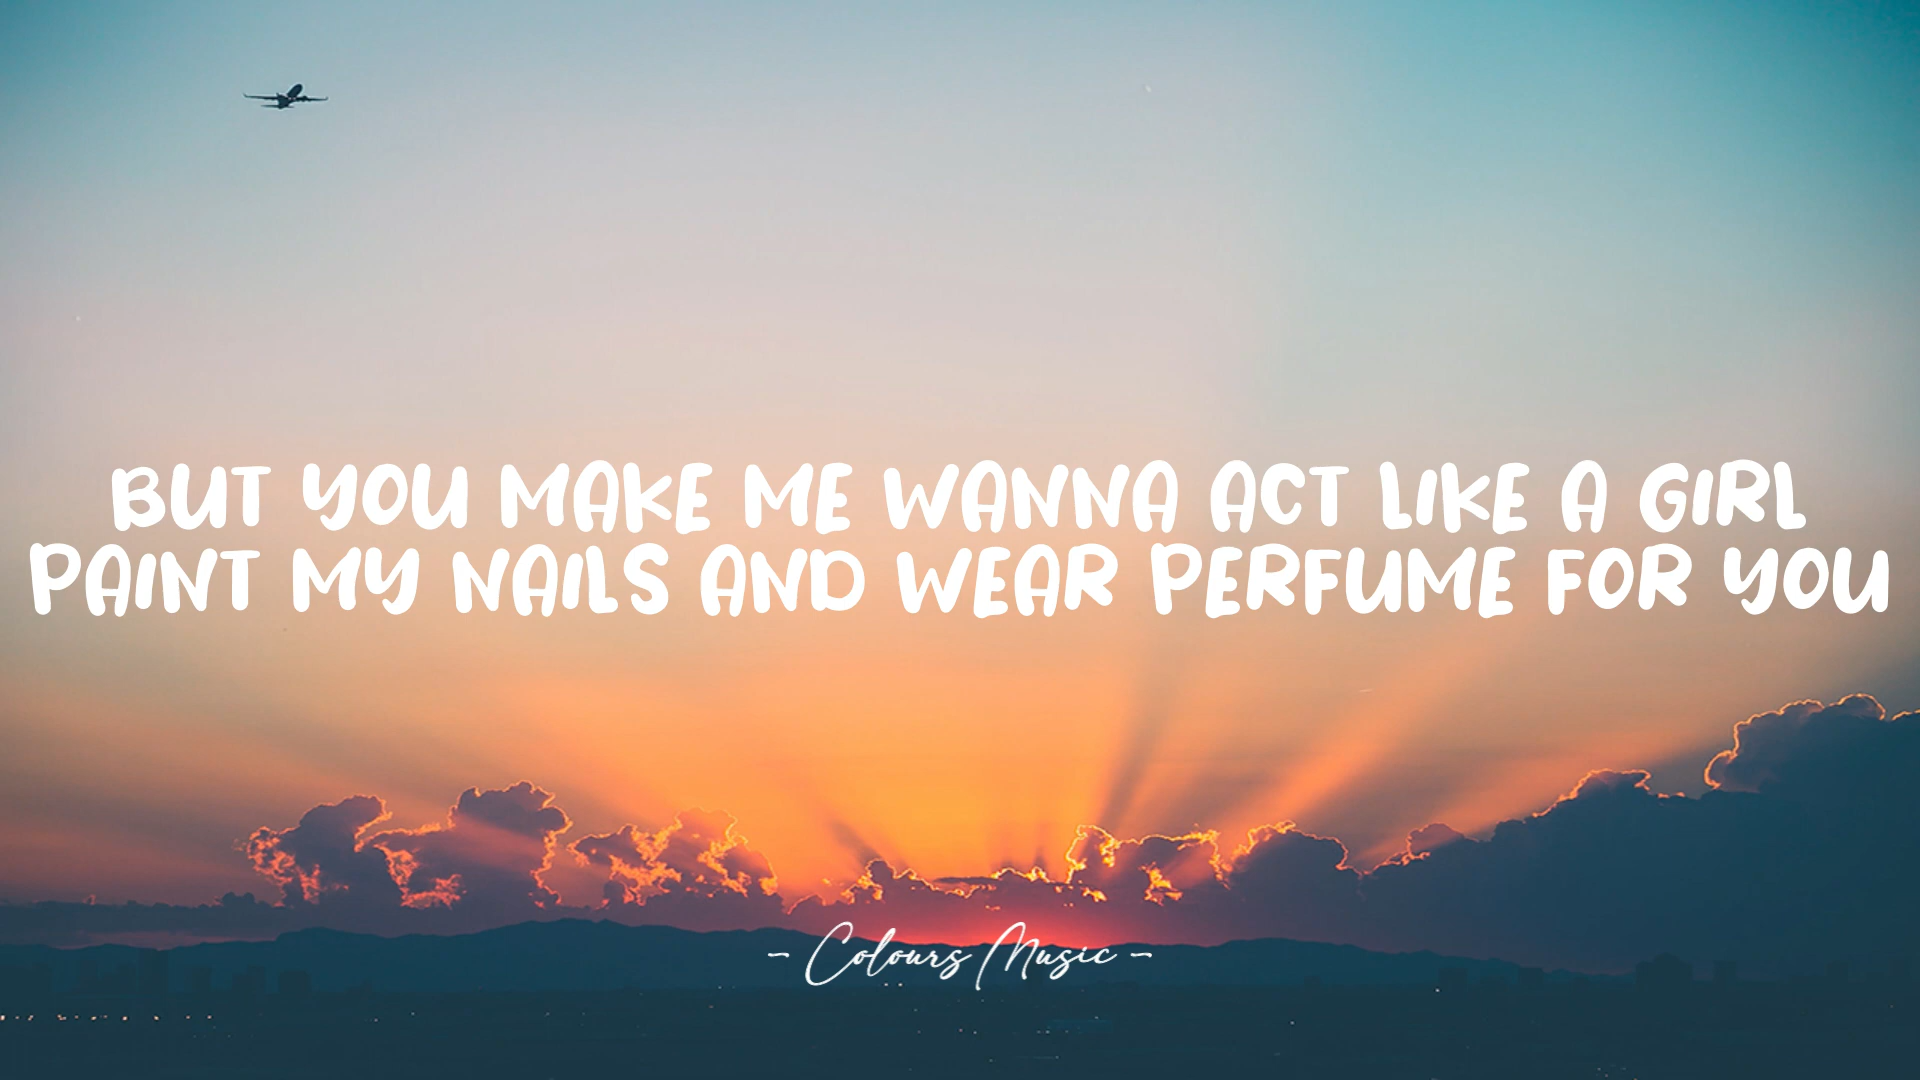 BUT YOU MAKE ME WANNA ACT LIKE A GIRL
PAINT MY NAILS AND WEAR PERFUME FOR YOU
- Colours Music -